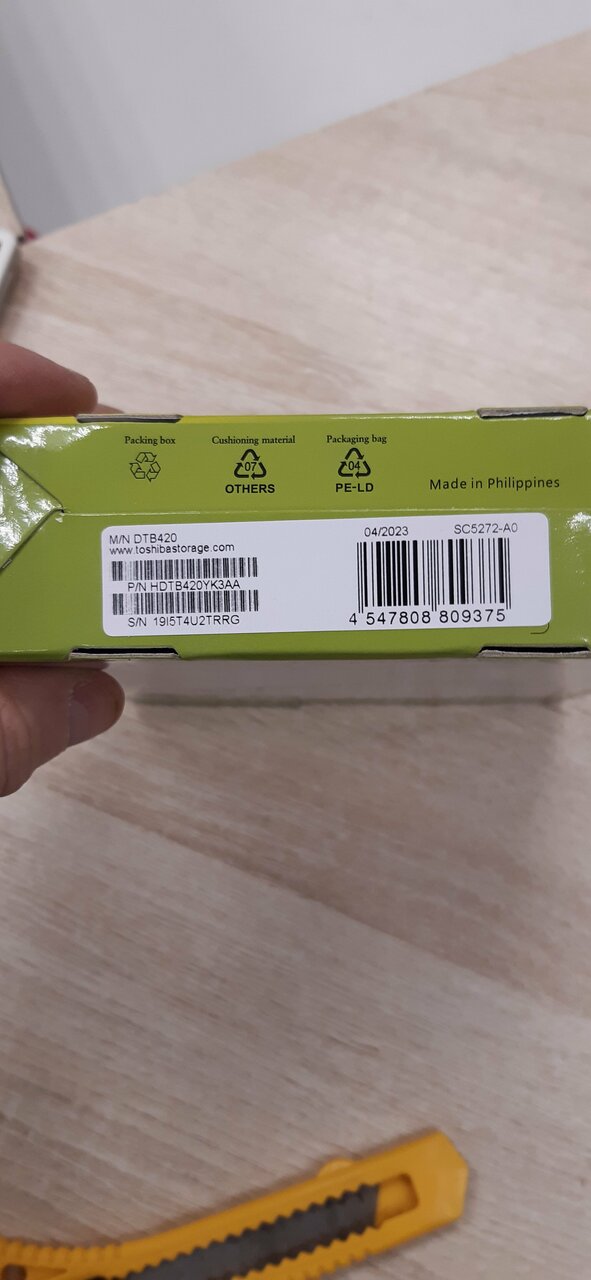 Packing box
Cushioning material
Packaging bag
07
04
OTHERS
PE-LD
Made in Philippines
M/N DTB420
www.toshibastorage.com
P/N HDTB420YK3AA
S/N 19I5T4U2TRRG
04/2023
SC5272-A0
4 547808 809375